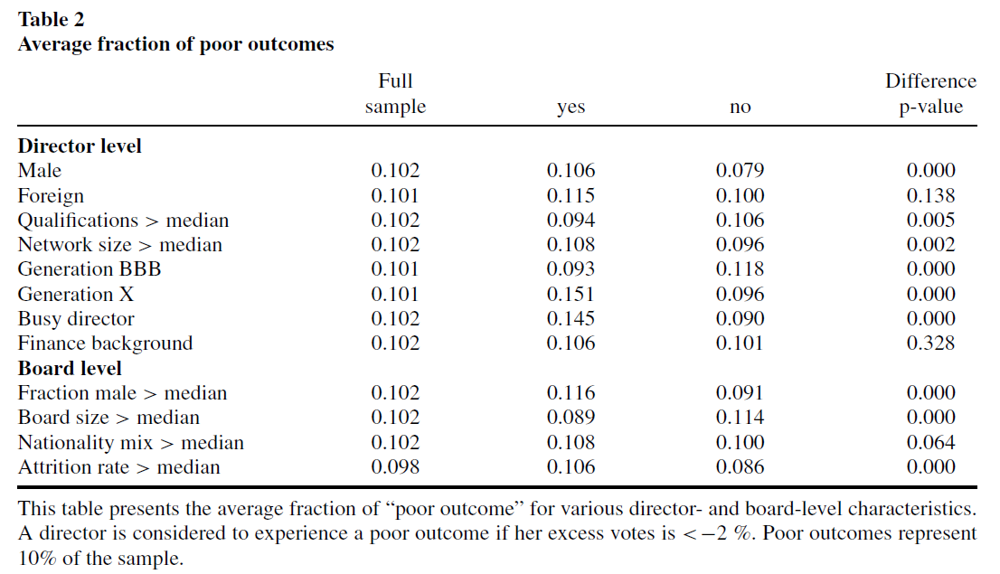 Table 2
Average fraction of poor outcomes
Full Difference
sample yes no p-value
Director level
Male 0.102 0.106 0.079 0.000
Foreign 0.101 0.115 0.100 0.138
Qualifications > median 0.102 0.094 0.106 0.005
Network size > median 0.102 0.108 0.096 0.002
Generation BBB 0.101 0.093 0.118 0.000
Generation X 0.101 0.151 0.096 0.000
Busy director 0.102 0.145 0.090 0.000
Finance background 0.102 0.106 0.101 0.328
Board level
Fraction male > median 0.102 0.116 0.091 0.000
Board size > median 0.102 0.089 0.114 0.000
Nationality mix > median 0.102 0.108 0.100 0.064
Attrition rate > median 0.098 0.106 0.086 0.000
This table presents the average fraction of “poor outcome” for various director- and board-level characteristics.
A director is considered to experience a poor outcome if her excess votes is <−2 %. Poor outcomes represent
10% of the sample.